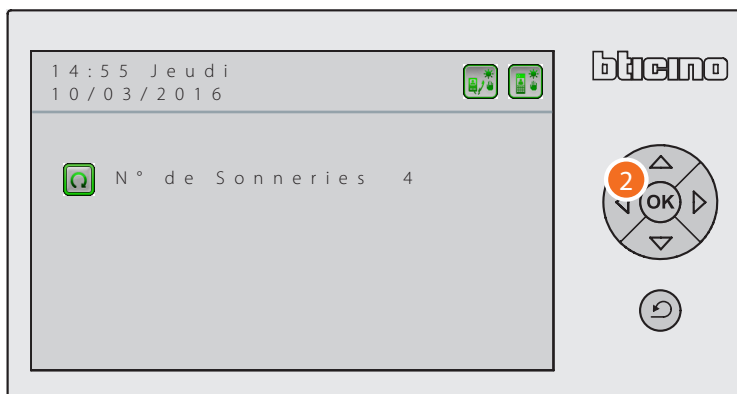 14:55 Jeudi
10/03/2016
bticino
N° de Sonneries 4
2
OK